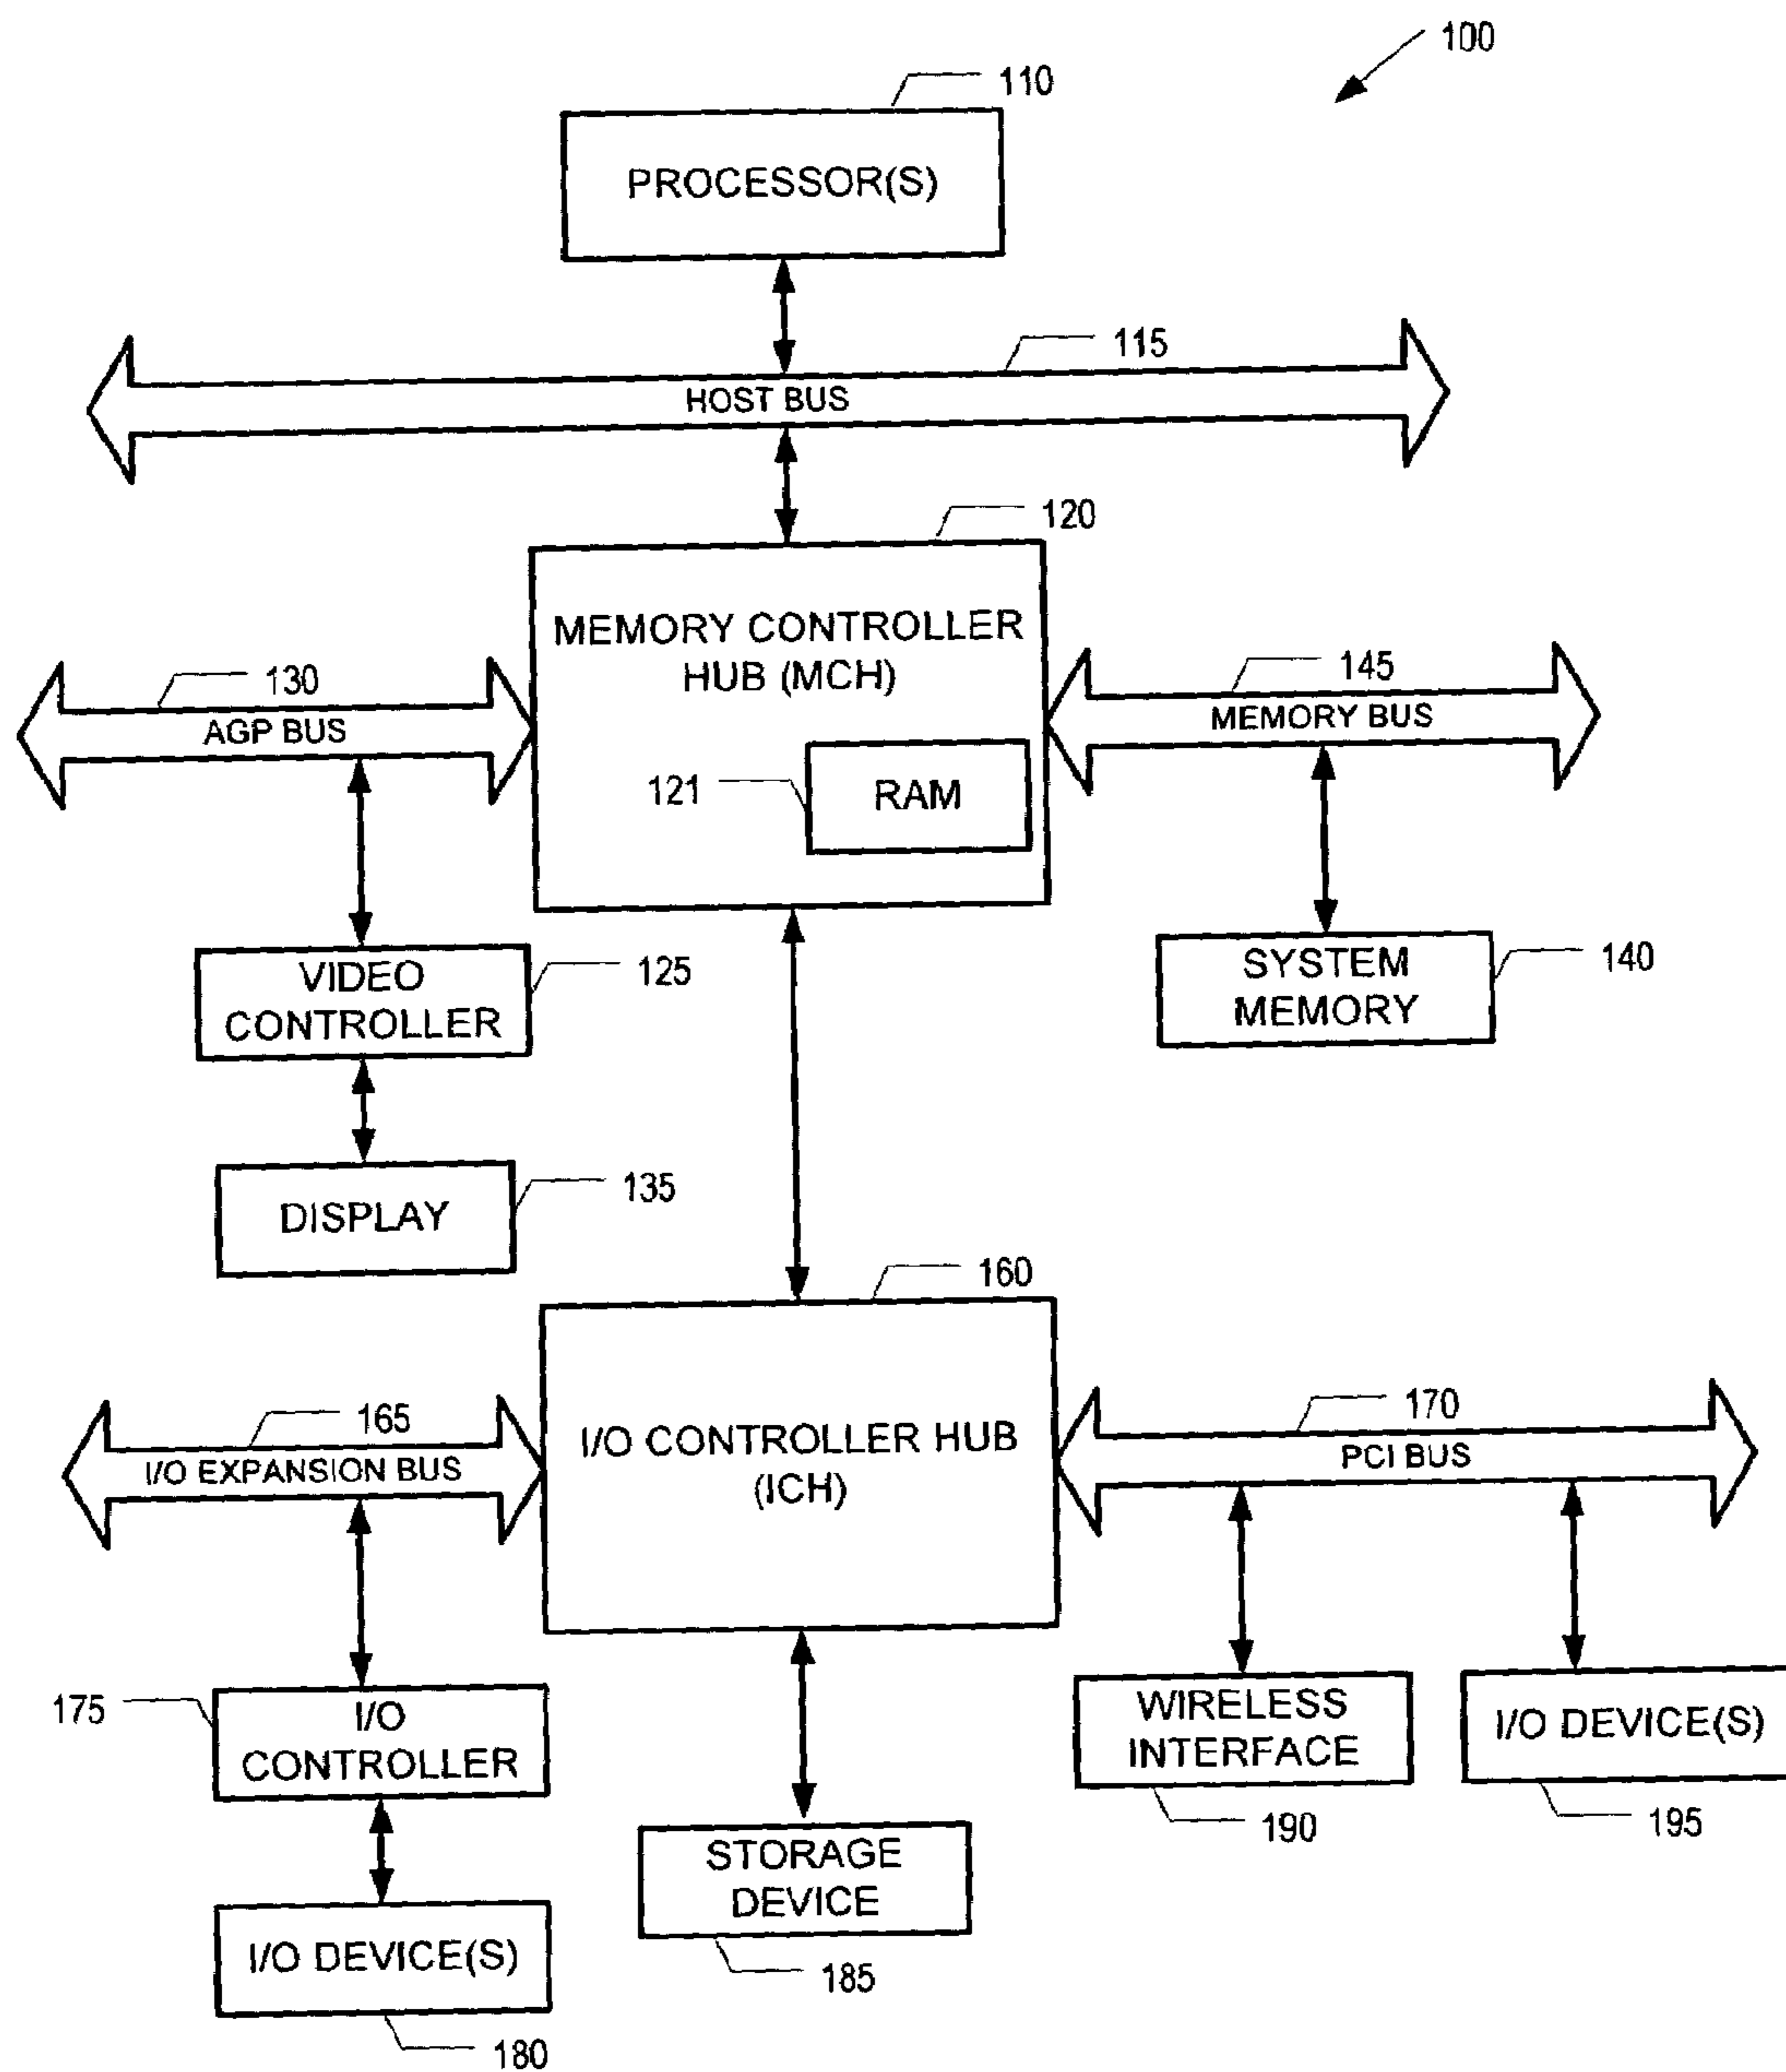 100
110
PROCESSOR(S)
115
HOST BUS
120
MEMORY CONTROLLER
HUB (MCH)
130
AGP BUS
145
MEMORY BUS
121
RAM
VIDEO
CONTROLLER
125
SYSTEM
MEMORY
140
DISPLAY
135
160
I/O CONTROLLER HUB
(ICH)
165
I/O EXPANSION BUS
170
PCI BUS
175
I/O
CONTROLLER
WIRELESS
INTERFACE
190
I/O DEVICE(S)
195
STORAGE
DEVICE
185
I/O DEVICE(S)
180